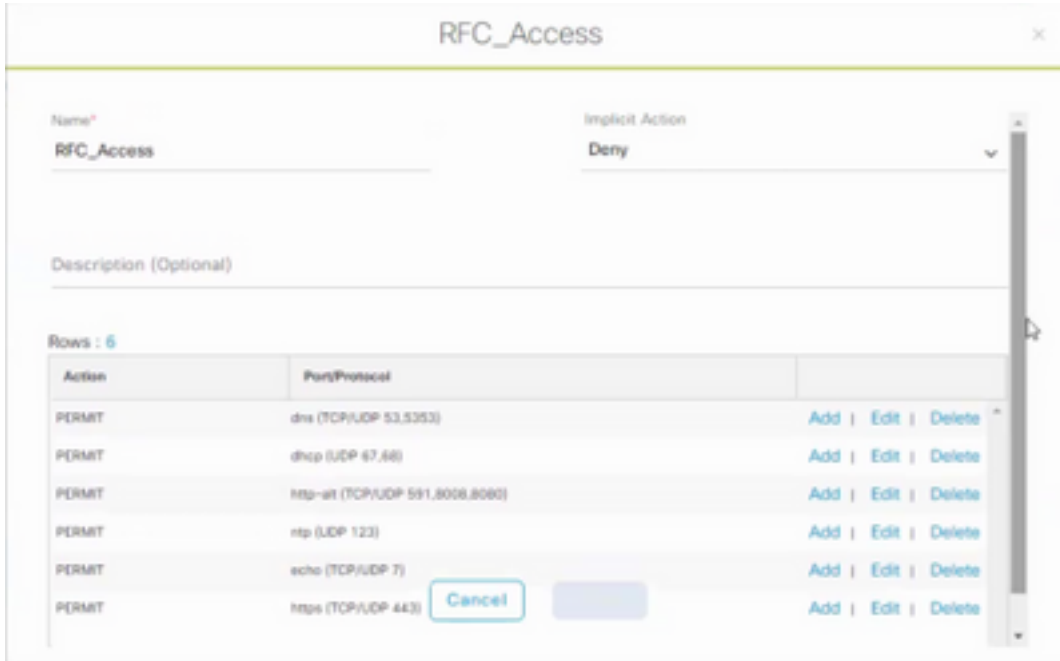 RFC_Access
×
Name* Implicit Action
RFC_Access Deny
Description (Optional)
Rows : 6
Action Port/Protocol
PERMIT dns (TCP/UDP 53,5353) Add | Edit | Delete
PERMIT dhcp (UDP 67,68) Add | Edit | Delete
PERMIT http-alt (TCP/UDP 591,8008,8080) Add | Edit | Delete
PERMIT ntp (UDP 123) Add | Edit | Delete
PERMIT echo (TCP/UDP 7) Add | Edit | Delete
PERMIT https (TCP/UDP 443) Add | Edit | Delete
Cancel